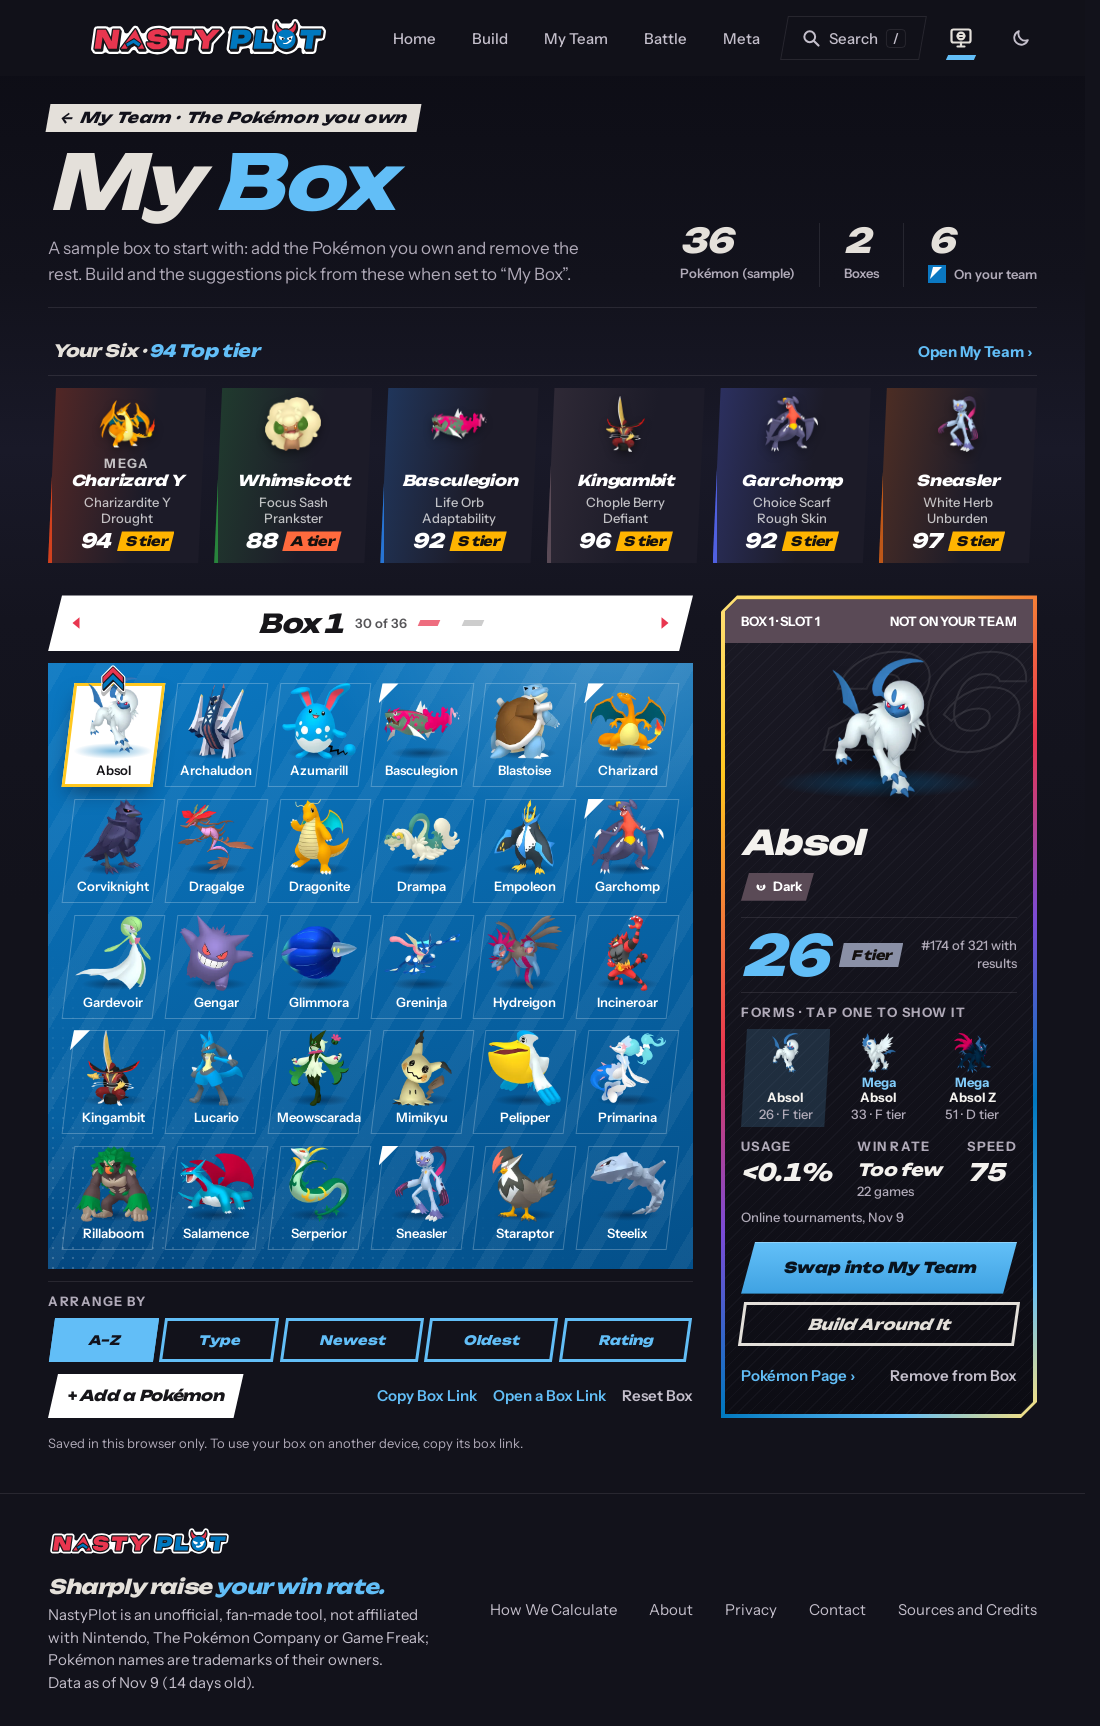 NASTY PLOT
Home
Build
My Team
Battle
Meta
Search /
← My Team · The Pokémon you own
My Box
A sample box to start with: add the Pokémon you own and remove the
rest. Build and the suggestions pick from these when set to “My Box”.
36
Pokémon (sample)
2
Boxes
6
On your team
Your Six · 94 Top tier
Open My Team ›
MEGA
Charizard Y
Charizardite Y
Drought
94 S tier
Whimsicott
Focus Sash
Prankster
88 A tier
Basculegion
Life Orb
Adaptability
92 S tier
Kingambit
Chople Berry
Defiant
96 S tier
Garchomp
Choice Scarf
Rough Skin
92 S tier
Sneasler
White Herb
Unburden
97 S tier
Box 1 30 of 36
Absol
Archaludon
Azumarill
Basculegion
Blastoise
Charizard
Corviknight
Dragalge
Dragonite
Drampa
Empoleon
Garchomp
Gardevoir
Gengar
Glimmora
Greninja
Hydreigon
Incineroar
Kingambit
Lucario
Meowscarada
Mimikyu
Pelipper
Primarina
Rillaboom
Salamence
Serperior
Sneasler
Staraptor
Steelix
ARRANGE BY
A–Z
Type
Newest
Oldest
Rating
+ Add a Pokémon
Copy Box Link
Open a Box Link
Reset Box
Saved in this browser only. To use your box on another device, copy its box link.
BOX 1 · SLOT 1
NOT ON YOUR TEAM
26
Absol
Dark
26 F tier
#174 of 321 with
results
FORMS · TAP ONE TO SHOW IT
Absol
26 · F tier
Mega
Absol
33 · F tier
Mega
Absol Z
51 · D tier
USAGE
<0.1%
WIN RATE
Too few
22 games
SPEED
75
Online tournaments, Nov 9
Swap into My Team
Build Around It
Pokémon Page ›
Remove from Box
NASTY PLOT
Sharply raise your win rate.
NastyPlot is an unofficial, fan-made tool, not affiliated
with Nintendo, The Pokémon Company or Game Freak;
Pokémon names are trademarks of their owners.
Data as of Nov 9 (14 days old).
How We Calculate
About
Privacy
Contact
Sources and Credits